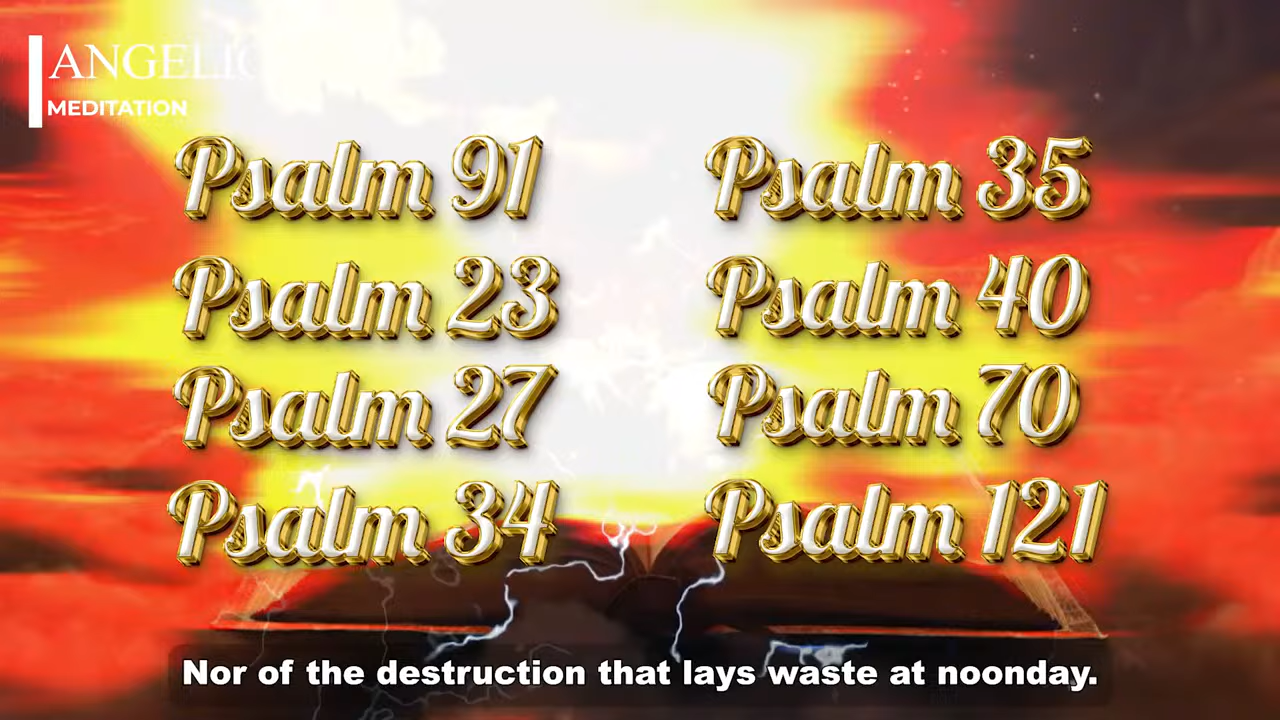 ANGELIC
MEDITATION
Psalm 91
Psalm 23
Psalm 27
Psalm 34
Psalm 35
Psalm 40
Psalm 70
Psalm 121
Nor of the destruction that lays waste at noonday.